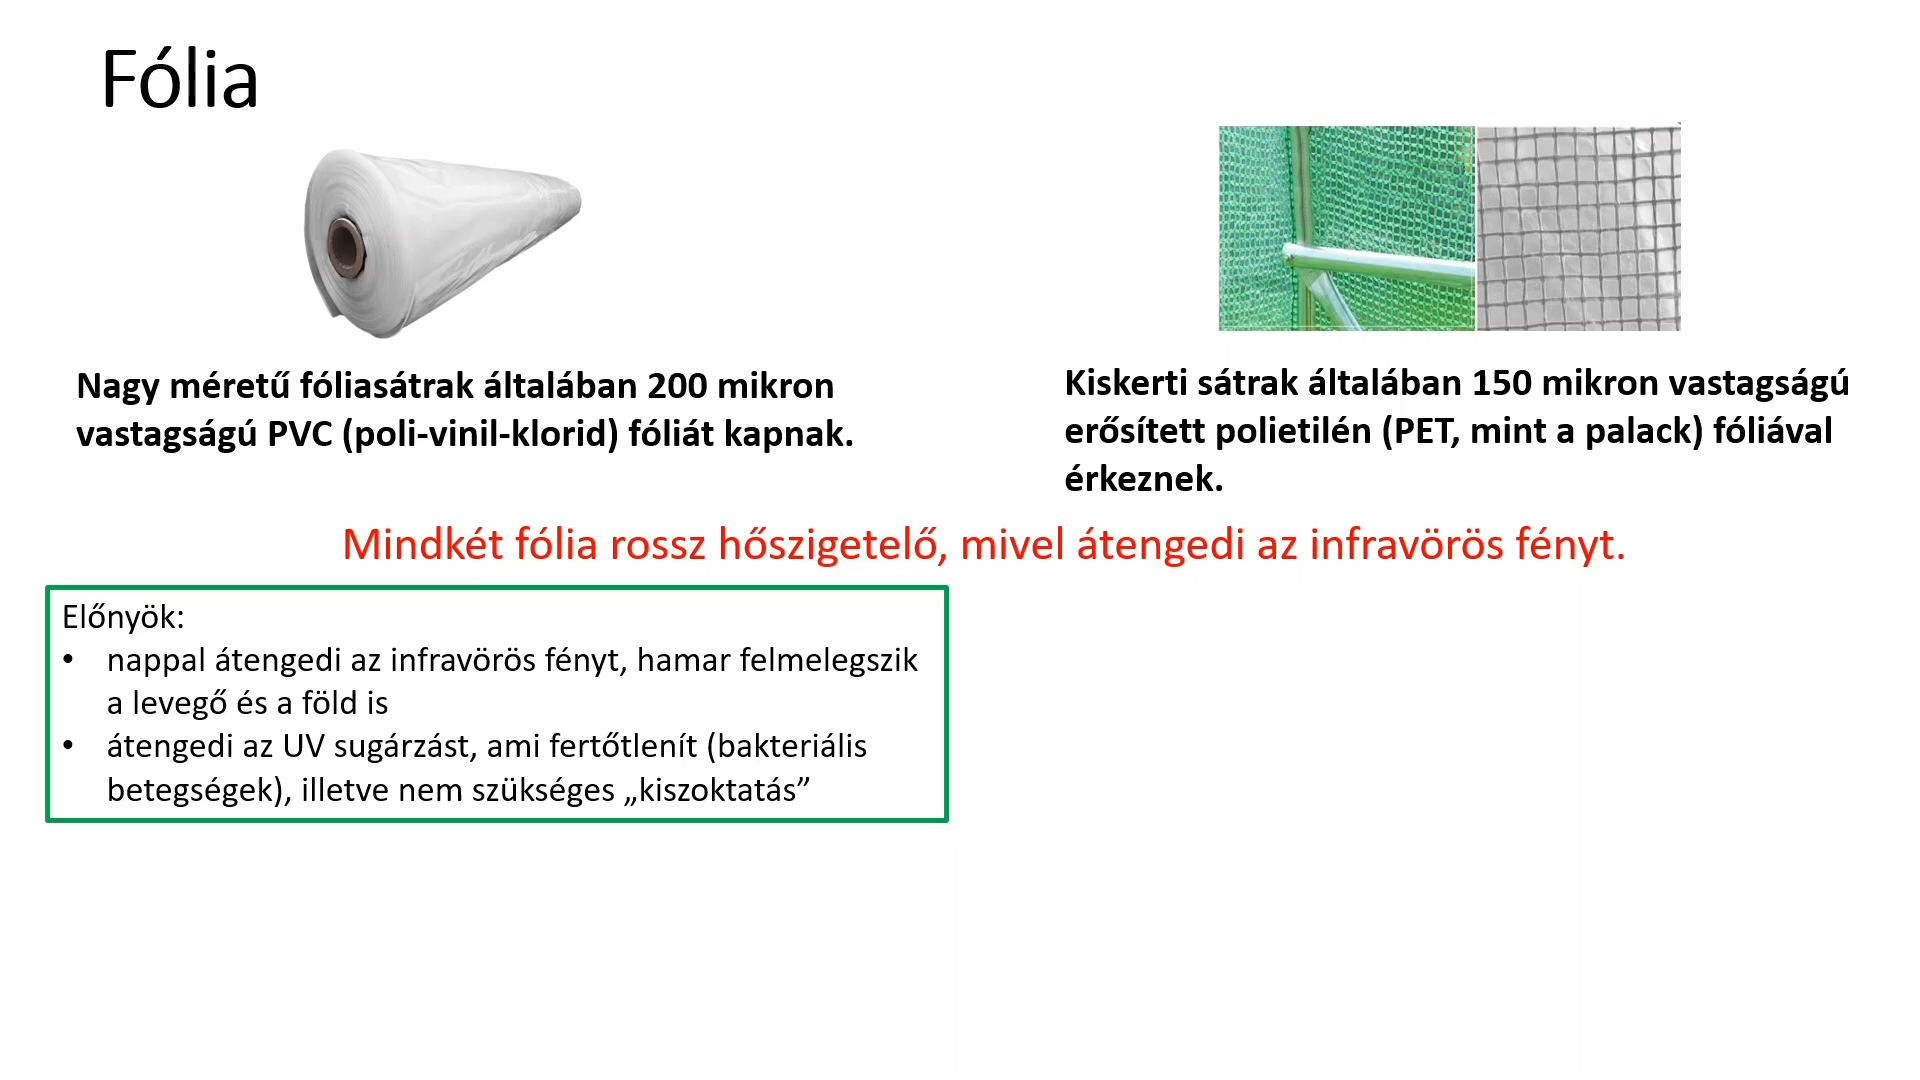 Fólia
Nagy méretű fóliasátrak általában 200 mikron
vastagságú PVC (poli-vinil-klorid) fóliát kapnak.
Kiskerti sátrak általában 150 mikron vastagságú
erősített polietilén (PET, mint a palack) fóliával
érkeznek.
Mindkét fólia rossz hőszigetelő, mivel átengedi az infravörös fényt.
Előnyök:
• nappal átengedi az infravörös fényt, hamar felmelegszik
a levegő és a föld is
• átengedi az UV sugárzást, ami fertőtlenít (bakteriális
betegségek), illetve nem szükséges „kiszoktatás”